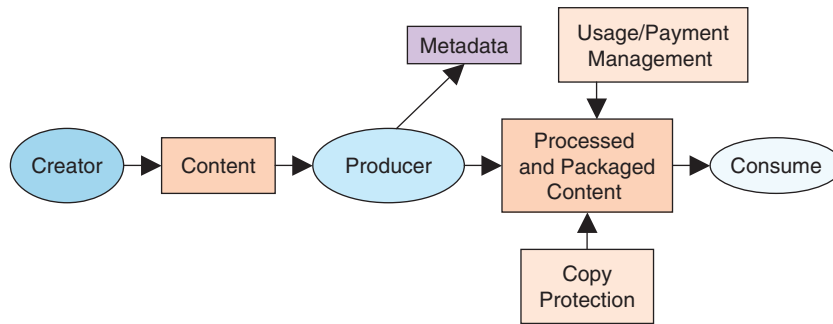 Metadata
Usage/Payment
Management
Creator
Content
Producer
Processed
and Packaged
Content
Consume
Copy
Protection